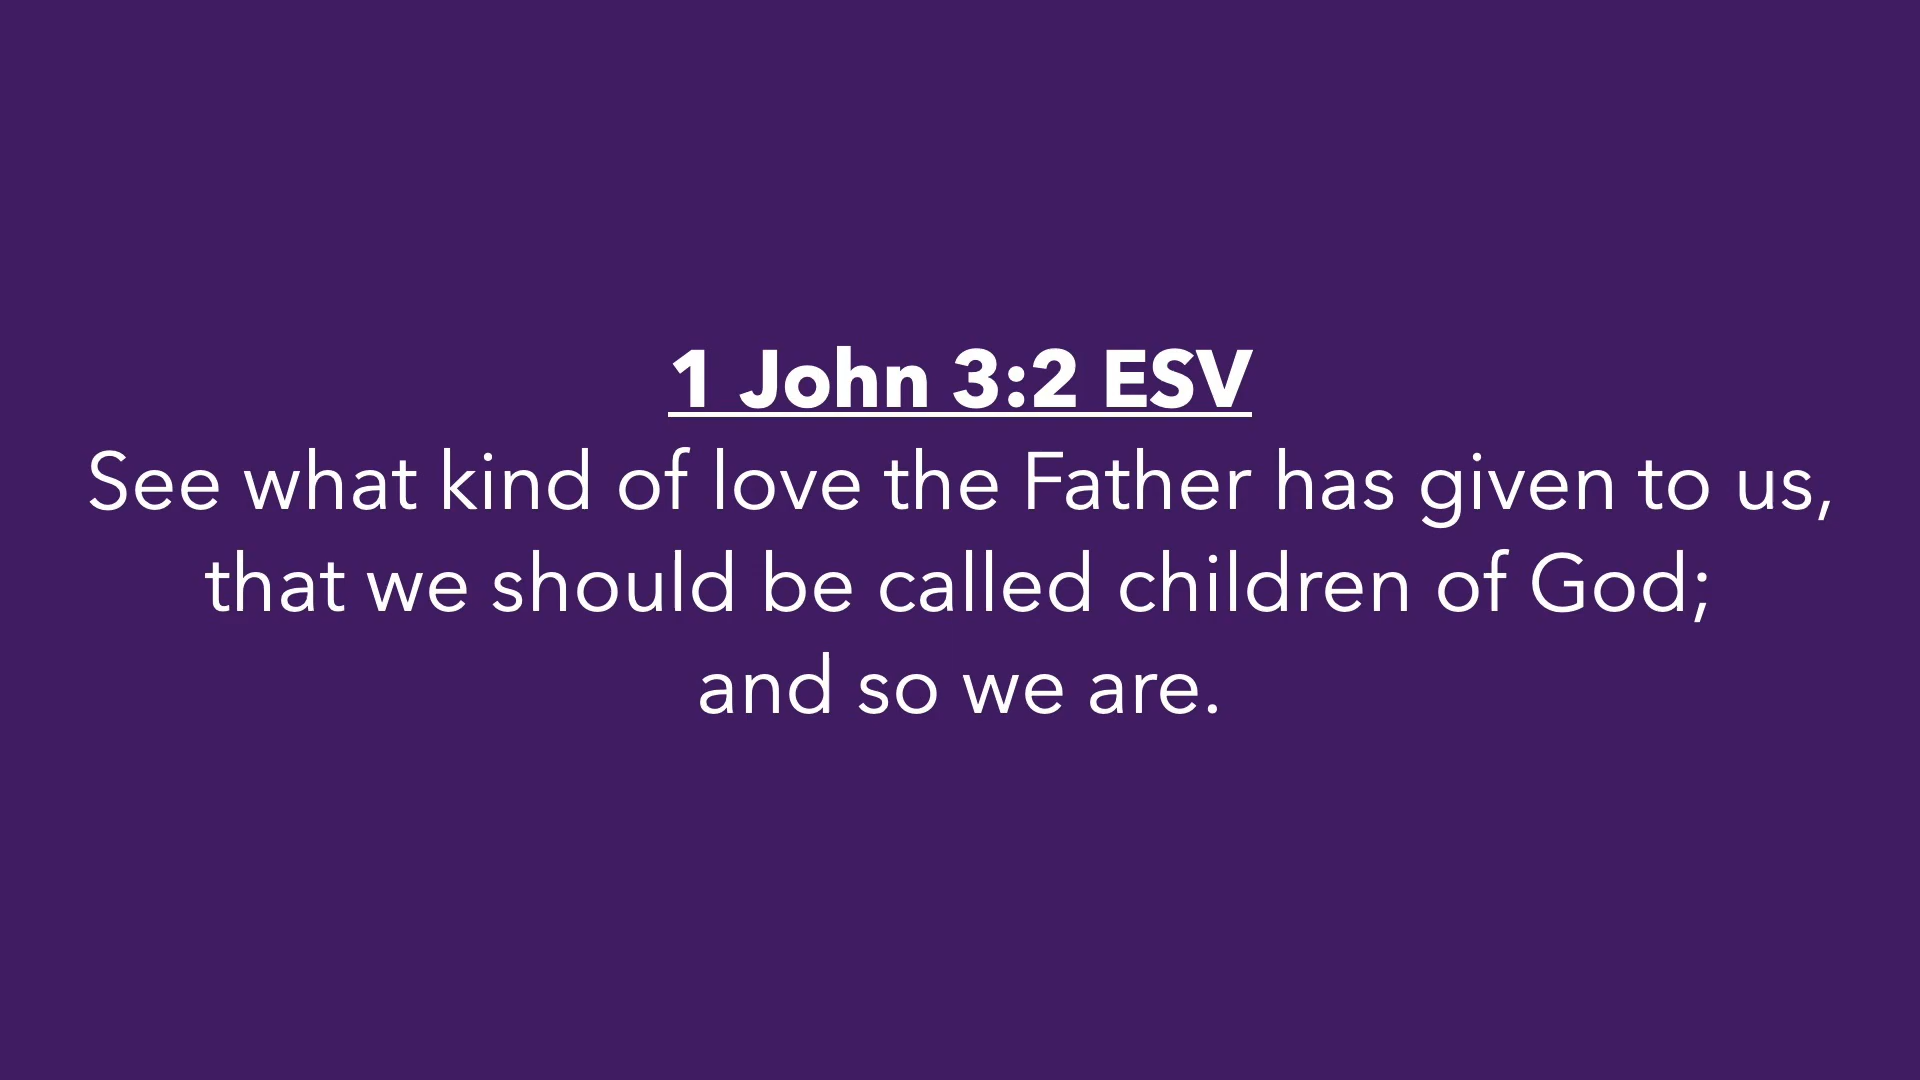 1 John 3:2 ESV
See what kind of love the Father has given to us,
that we should be called children of God;
and so we are.